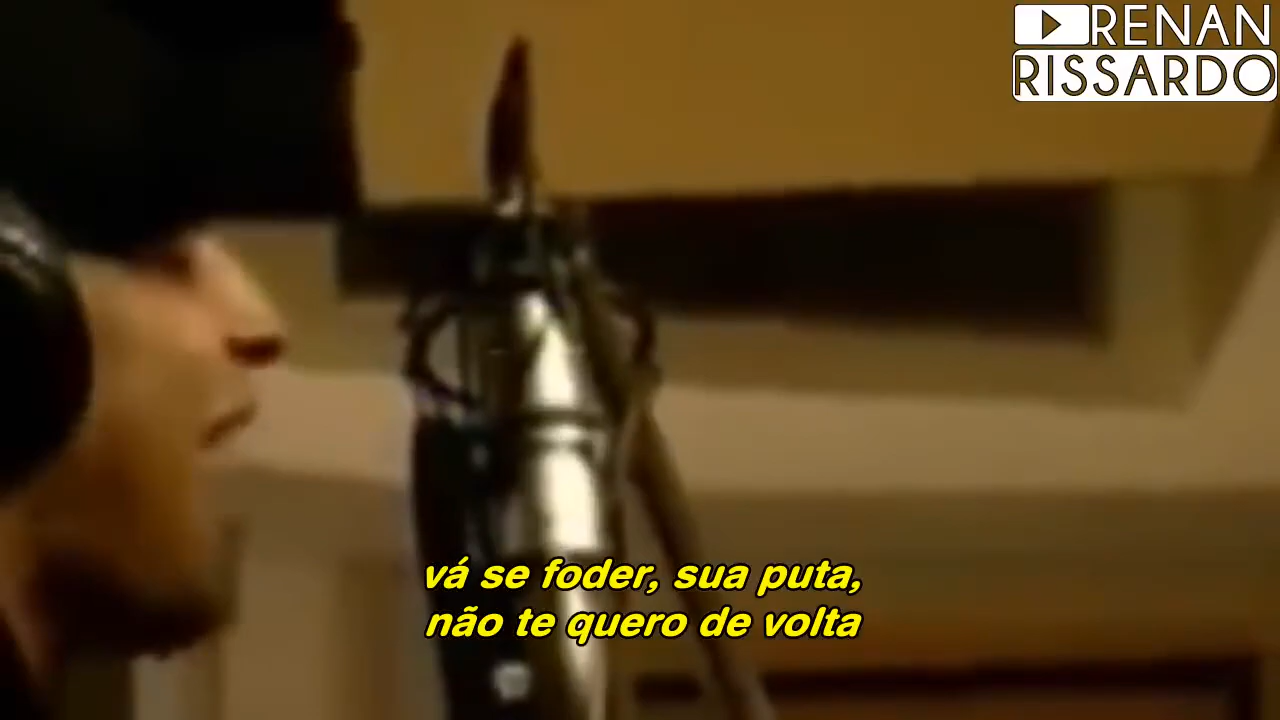 RENAN
RISSARDO
vá se foder, sua puta,
não te quero de volta